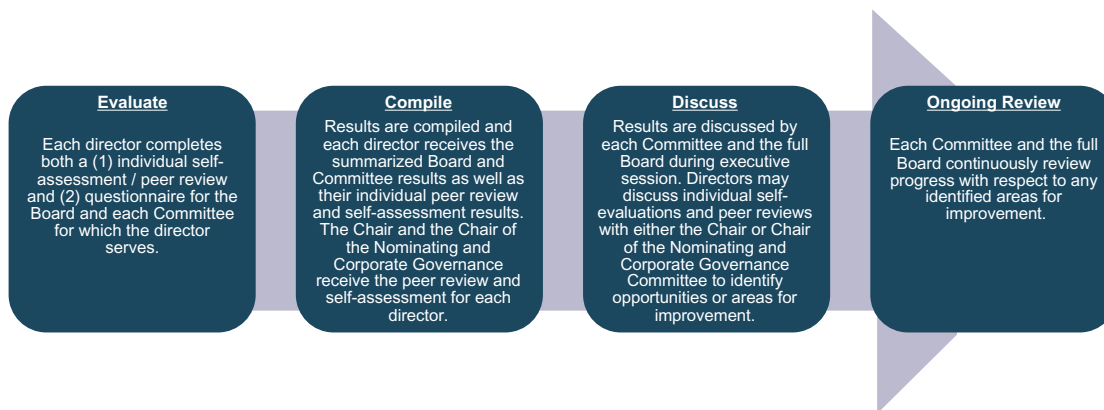 Evaluate
Each director completes
both a (1) individual self-
assessment / peer review
and (2) questionnaire for the
Board and each Committee
for which the director
serves.
Compile
Results are compiled and
each director receives the
summarized Board and
Committee results as well as
their individual peer review
and self-assessment results.
The Chair and the Chair of
the Nominating and
Corporate Governance
receive the peer review and
self-assessment for each
director.
Discuss
Results are discussed by
each Committee and the full
Board during executive
session. Directors may
discuss individual self-
evaluations and peer reviews
with either the Chair or Chair
of the Nominating and
Corporate Governance
Committee to identify
opportunities or areas for
improvement.
Ongoing Review
Each Committee and the full
Board continuously review
progress with respect to any
identified areas for
improvement.